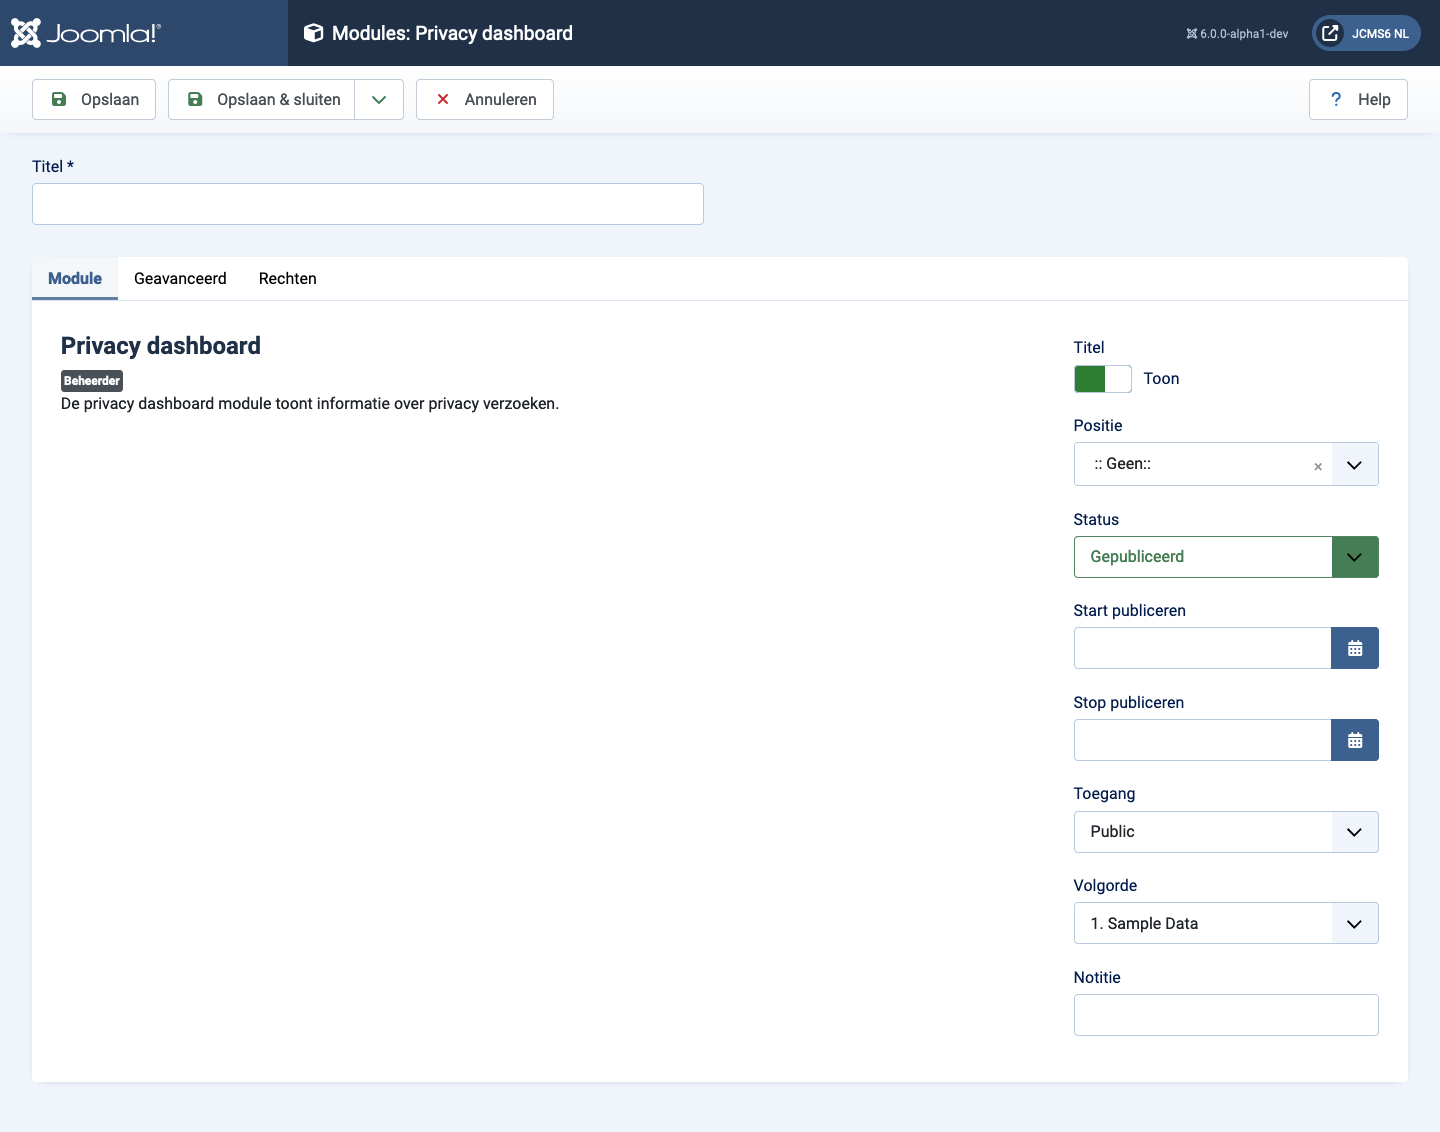 Joomla!® Modules: Privacy dashboard 6.0.0-alpha1-dev JCMS6 NL
Opslaan Opslaan & sluiten Annuleren ? Help
Titel *
Module Geavanceerd Rechten
Privacy dashboard
Beheerder
De privacy dashboard module toont informatie over privacy verzoeken.
Titel
Toon
Positie
:: Geen:: ×
Status
Gepubliceerd
Start publiceren
Stop publiceren
Toegang
Public
Volgorde
1. Sample Data
Notitie